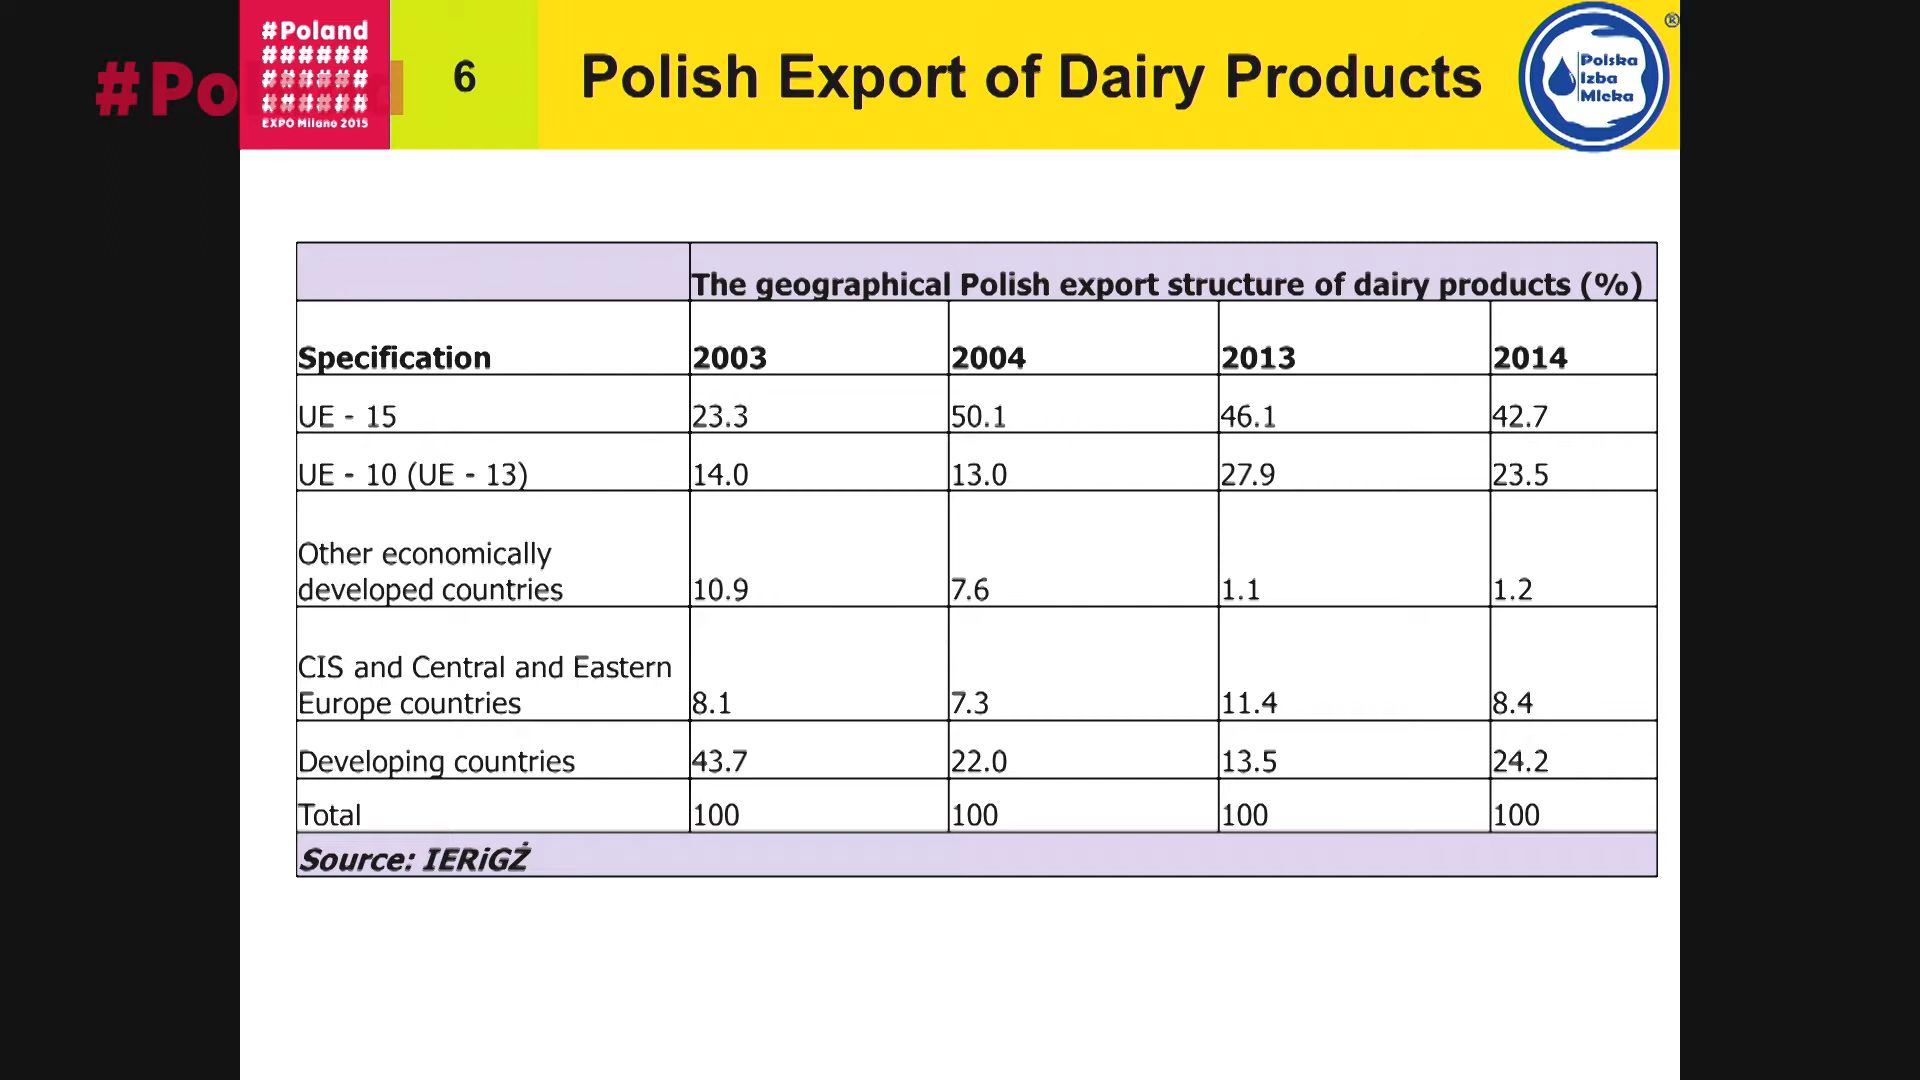 #Poland
######
######
######
######
EXPO Milano 2015
#Po
6
Polish Export of Dairy Products
Polska
Izba
Mleka
®
The geographical Polish export structure of dairy products (%)
Specification 2003 2004 2013 2014
UE - 15 23.3 50.1 46.1 42.7
UE - 10 (UE - 13) 14.0 13.0 27.9 23.5
Other economically
developed countries 10.9 7.6 1.1 1.2
CIS and Central and Eastern
Europe countries 8.1 7.3 11.4 8.4
Developing countries 43.7 22.0 13.5 24.2
Total 100 100 100 100
Source: IERiGŻ